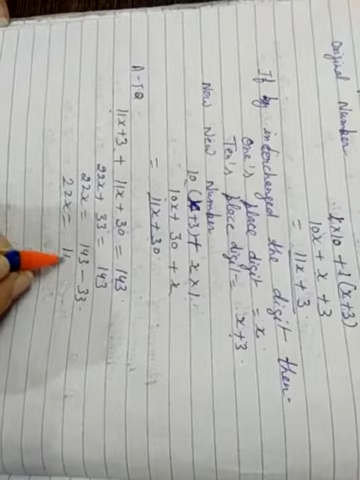 Original Number x×10 + 1(x+3)
10x + x + 3
= 11x + 3
If by interchanged the digit then-
One's place digit = x.
Ten's place digit = x+3.
Now New Number
10(x+3) + x×1.
10x + 30 + x
= 11x + 30.
A-TQ
11x+3 + 11x + 30 = 143.
22x + 33 = 143
22x = 143 - 33.
22x = 11